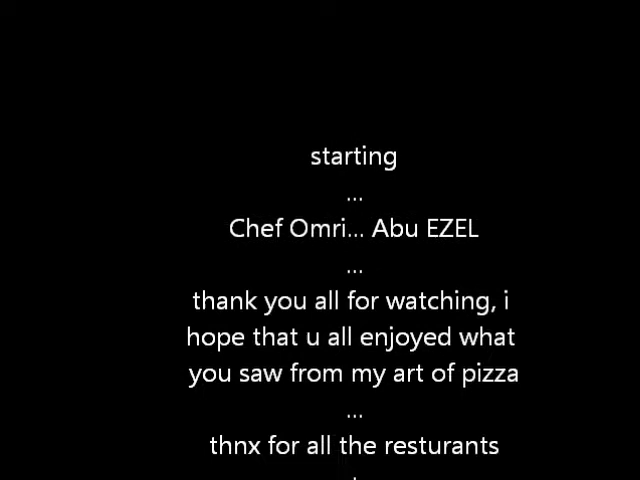 starting
...
Chef Omri... Abu EZEL
...
thank you all for watching, i
hope that u all enjoyed what
you saw from my art of pizza
...
thnx for all the resturants